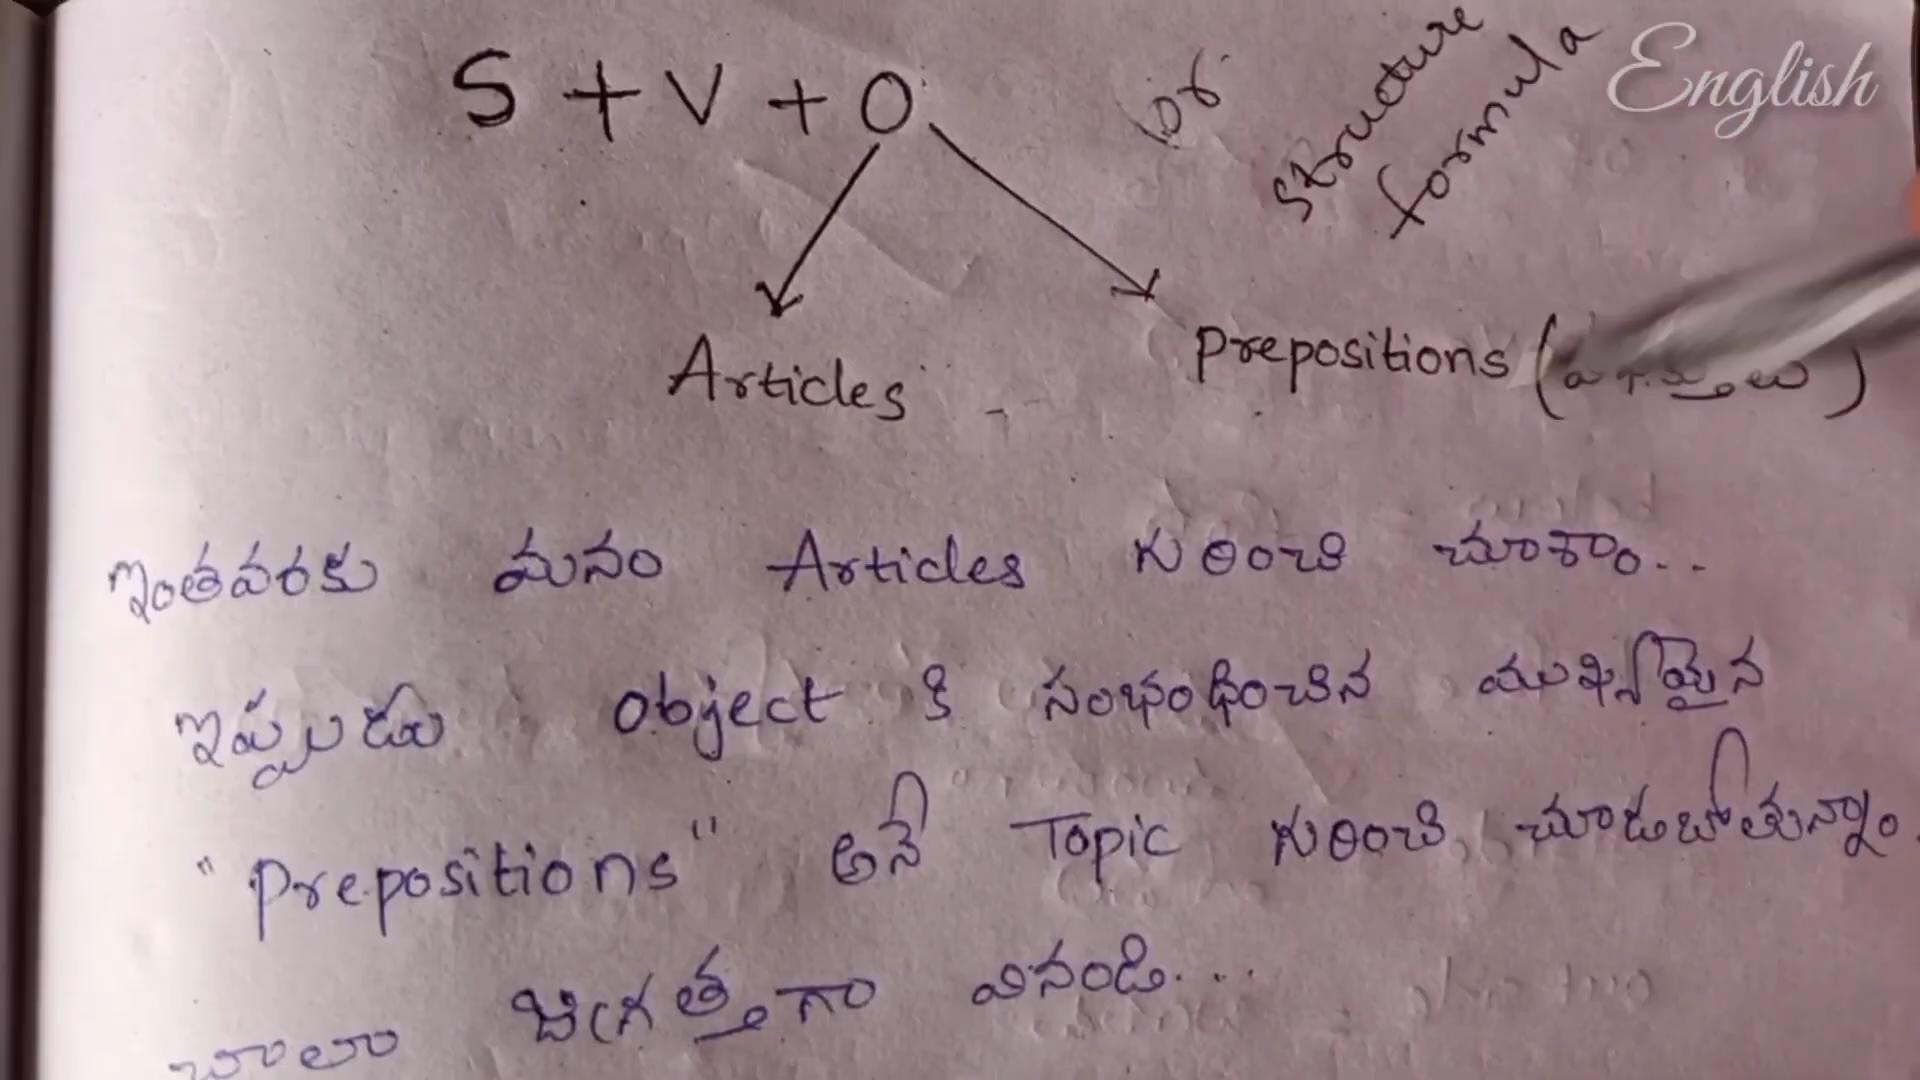 English
S + V + O
or
structure
formula
Articles
prepositions (
ఇంతవరకు మనం Articles గురించి చూశాం...
ఇప్పుడు object కి సంభంధించిన ముఖ్యమైన
"prepositions" అనే Topic గురించి చూడబోతున్నాం.
చాలా జాగ్రత్తగా వినండి...